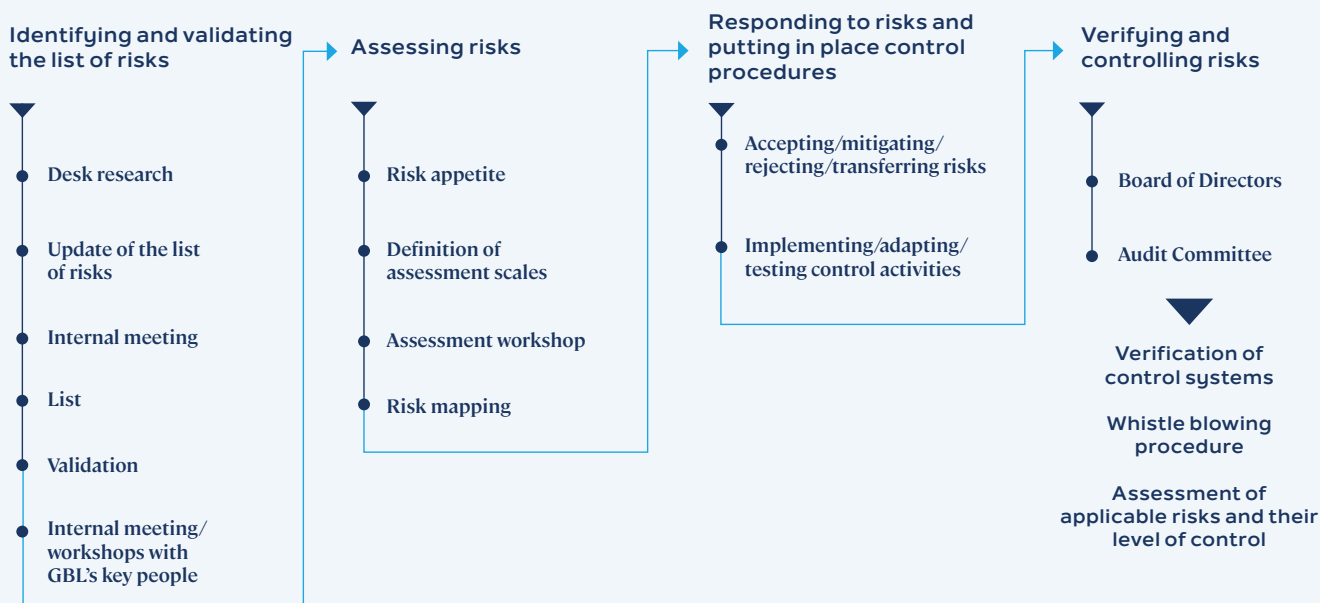 Identifying and validating
the list of risks
Desk research
Update of the list
of risks
Internal meeting
List
Validation
Internal meeting/
workshops with
GBL’s key people
Assessing risks
Risk appetite
Definition of
assessment scales
Assessment workshop
Risk mapping
Responding to risks and
putting in place control
procedures
Accepting/mitigating/
rejecting/transferring risks
Implementing/adapting/
testing control activities
Verifying and
controlling risks
Board of Directors
Audit Committee
Verification of
control systems
Whistle blowing
procedure
Assessment of
applicable risks and their
level of control